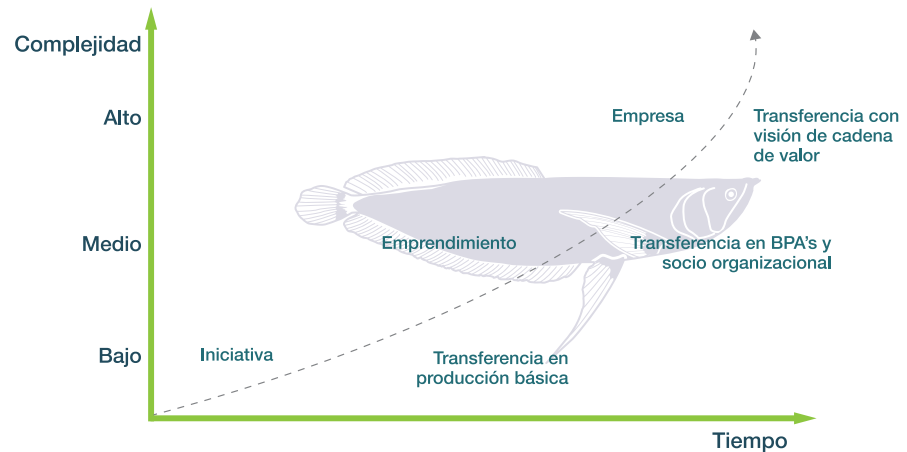 Complejidad
Alto
Empresa
Transferencia con
visión de cadena
de valor
Medio
Emprendimiento
Transferencia en BPA's y
socio organizacional
Bajo
Iniciativa
Transferencia en
producción básica
Tiempo